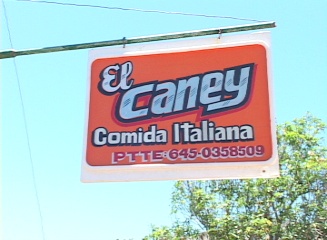 El
Caney
Comida Italiana
PTTE: 645-0358509